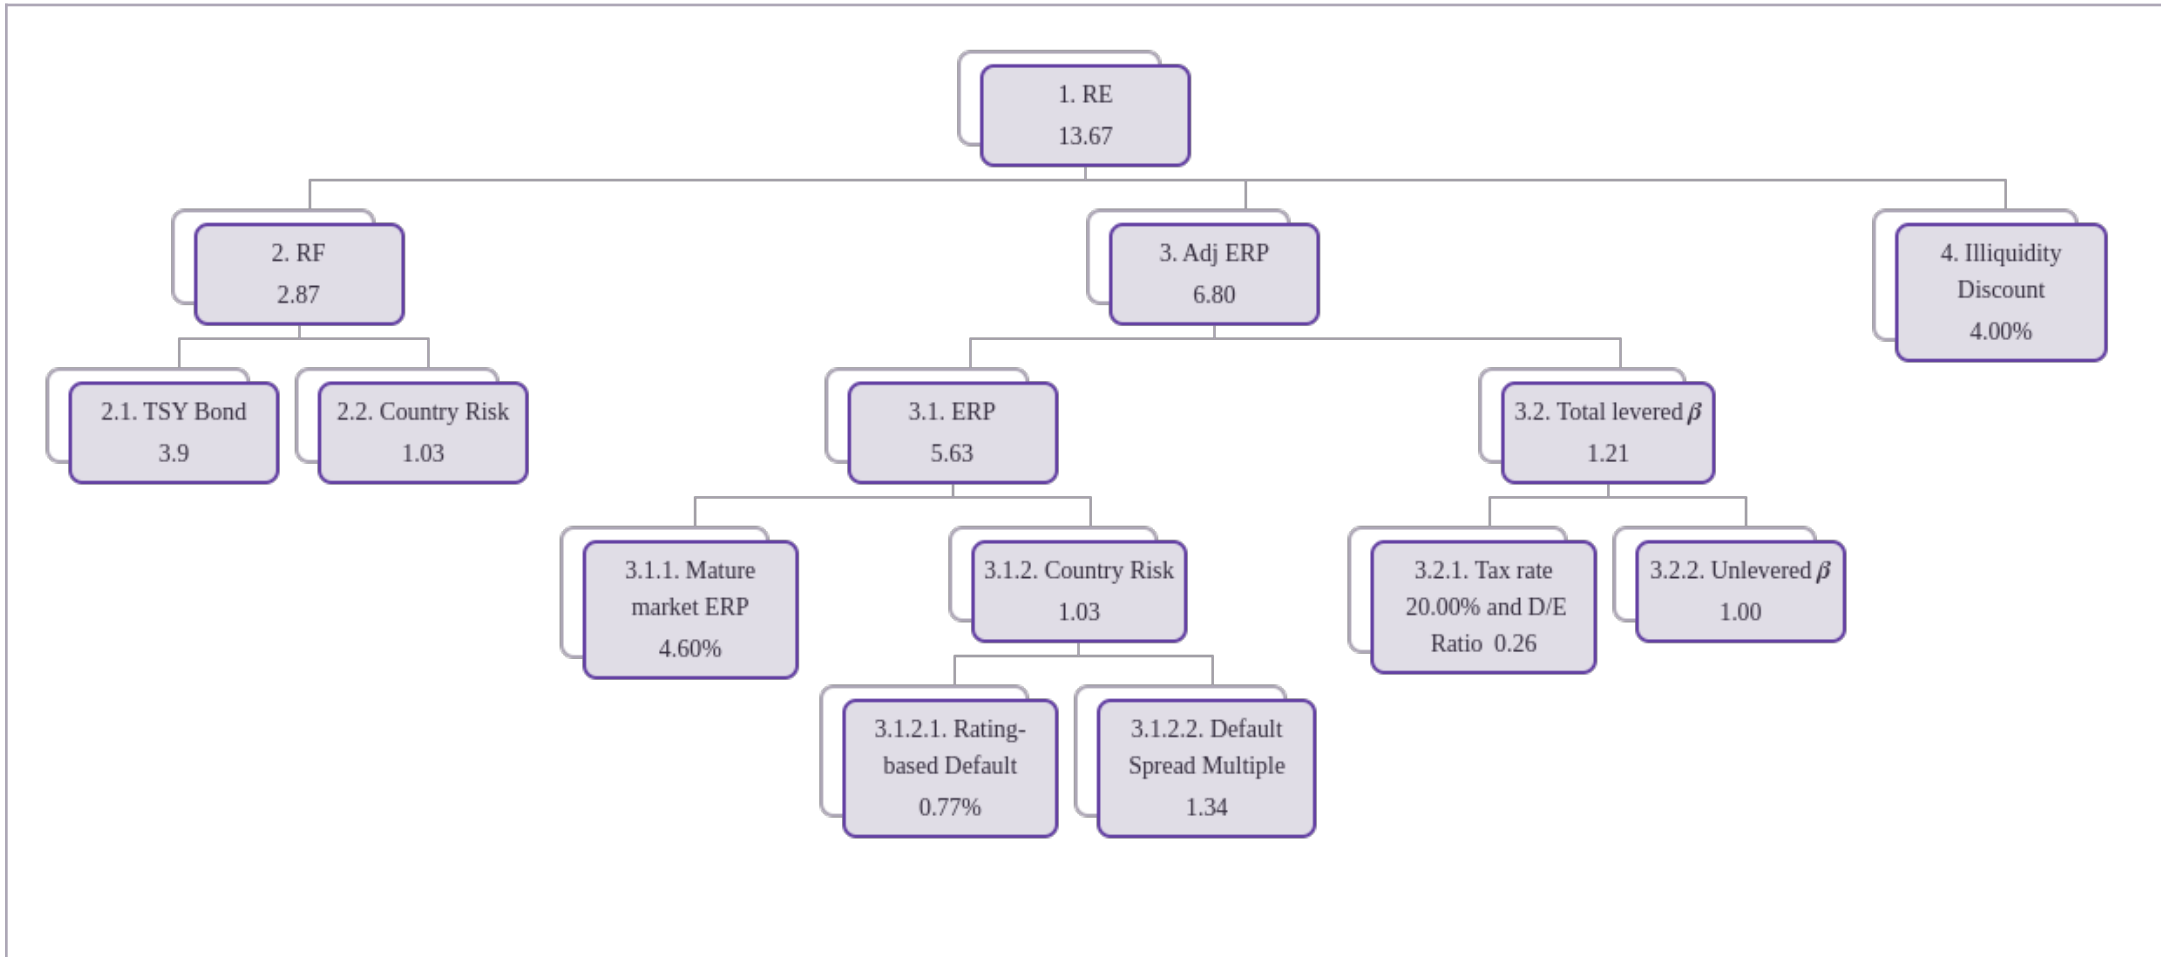 1. RE
13.67
2. RF
2.87
3. Adj ERP
6.80
4. Illiquidity
Discount
4.00%
2.1. TSY Bond
3.9
2.2. Country Risk
1.03
3.1. ERP
5.63
3.2. Total levered β
1.21
3.1.1. Mature
market ERP
4.60%
3.1.2. Country Risk
1.03
3.2.1. Tax rate
20.00% and D/E
Ratio 0.26
3.2.2. Unlevered β
1.00
3.1.2.1. Rating-
based Default
0.77%
3.1.2.2. Default
Spread Multiple
1.34